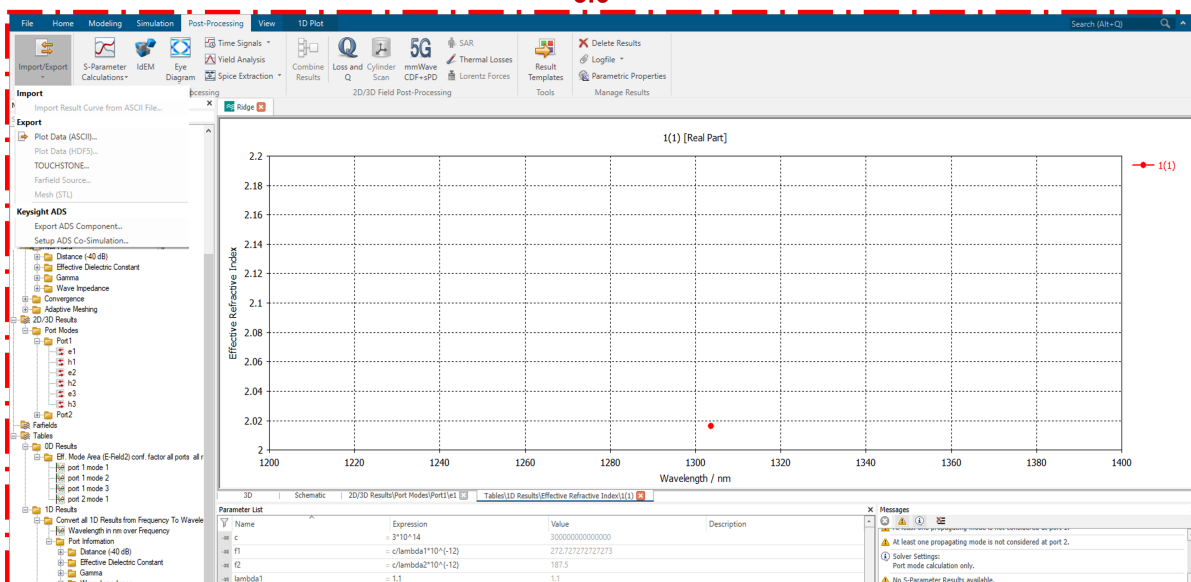 File Home Modeling Simulation Post-Processing View 1D Plot Search (Alt+Q)
Import/Export
S-Parameter Calculations
IdEM
Eye Diagram
Time Signals
Yield Analysis
Spice Extraction
Combine Results
Loss and Q
Cylinder Scan
5G
mmWave CDF+sPD
SAR
Thermal Losses
Lorentz Forces
Result Templates
Delete Results
Logfile
Parametric Properties
2D/3D Field Post-Processing
Tools
Manage Results
Import
Import Result Curve from ASCII File...
Export
Plot Data (ASCII)...
Plot Data (HDF5)...
TOUCHSTONE...
Farfield Source...
Mesh (STL)
Keysight ADS
Export ADS Component...
Setup ADS Co-Simulation...
Distance (-40 dB)
Effective Dielectric Constant
Gamma
Wave Impedance
Convergence
Adaptive Meshing
2D/3D Results
Port Modes
Port1
e1
h1
e2
h2
e3
h3
Port2
Farfields
Tables
0D Results
Eff. Mode Area (E-Field2) conf. factor all ports all r
port 1 mode 1
port 1 mode 2
port 1 mode 3
port 2 mode 1
1D Results
Convert all 1D Results from Frequency To Wavele
Wavelength in nm over Frequency
Port Information
Distance (-40 dB)
Effective Dielectric Constant
Gamma
Ridge
1(1) [Real Part]
1(1)
Effective Refractive Index
2.2
2.18
2.16
2.14
2.12
2.1
2.08
2.06
2.04
2.02
2
1200 1220 1240 1260 1280 1300 1320 1340 1360 1380 1400
Wavelength / nm
3D Schematic 2D/3D Results\Port Modes\Port1\e1 Tables\1D Results\Effective Refractive Index\1(1)
Parameter List
Name Expression Value Description
c = 3*10^14 300000000000000
f1 = c/lambda1*10^(-12) 272.727272727273
f2 = c/lambda2*10^(-12) 187.5
lambda1 = 1.1 1.1
Messages
At least one propagating mode is not considered at port 2.
Solver Settings:
Port mode calculation only.
No S-Parameter Results available.